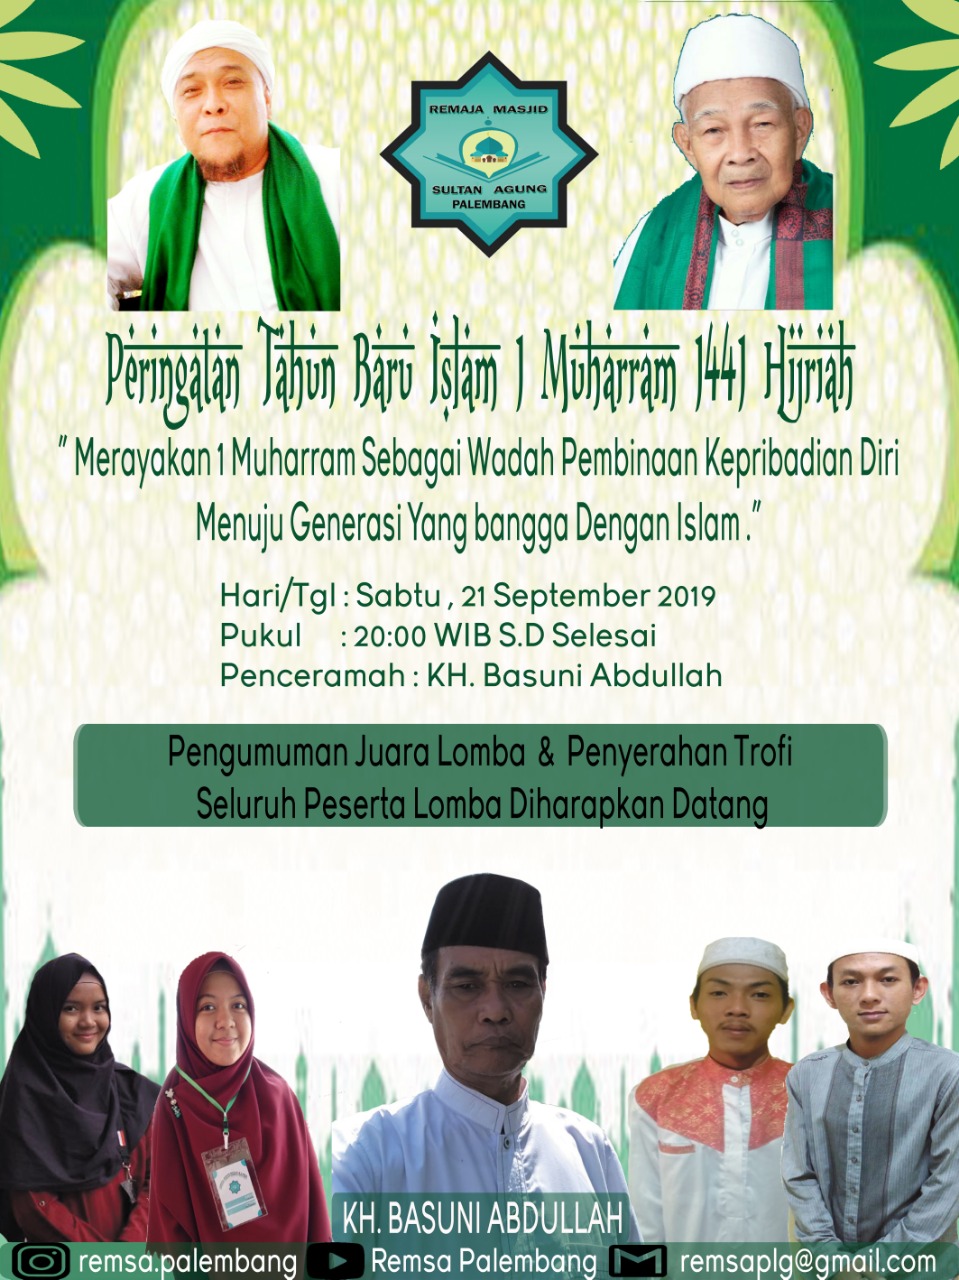 REMAJA MASJID
SULTAN AGUNG
PALEMBANG
Peringatan Tahun Baru Islam 1 Muharram 1441 Hijriah
" Merayakan 1 Muharram Sebagai Wadah Pembinaan Kepribadian Diri
Menuju Generasi Yang bangga Dengan Islam ."
Hari/Tgl : Sabtu , 21 September 2019
Pukul : 20:00 WIB S.D Selesai
Penceramah : KH. Basuni Abdullah
Pengumuman Juara Lomba & Penyerahan Trofi
Seluruh Peserta Lomba Diharapkan Datang
KH. BASUNI ABDULLAH
remsa.palembang Remsa Palembang remsaplg@gmail.com